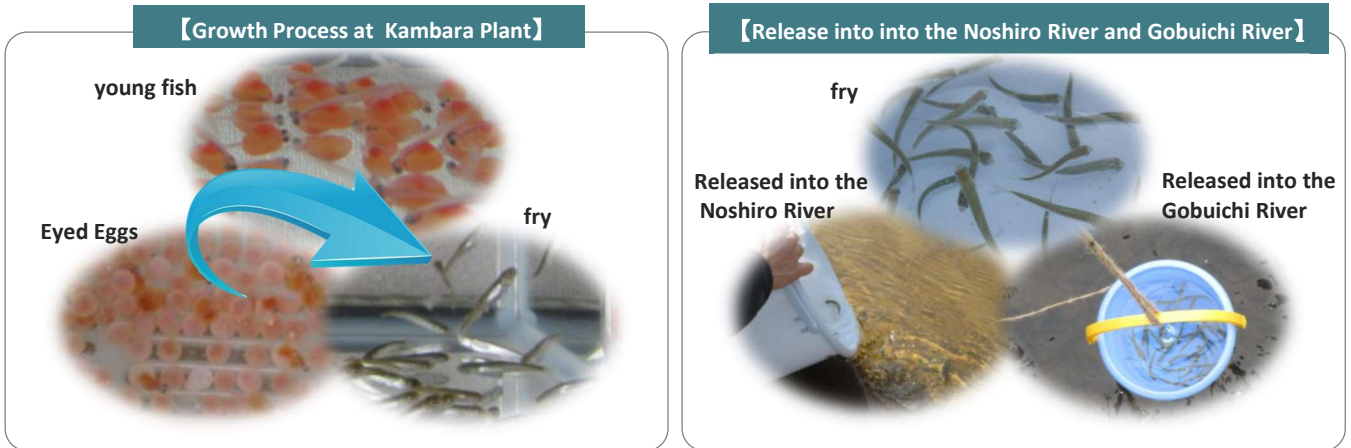 【Growth Process at Kambara Plant】
young fish
Eyed Eggs
fry
【Release into into the Noshiro River and Gobuichi River】
fry
Released into the
Noshiro River
Released into the
Gobuichi River